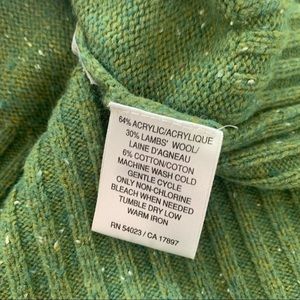 64% ACRYLIC/ACRYLIQUE
30% LAMBS' WOOL/
LAINE D'AGNEAU
6% COTTON/COTON
MACHINE WASH COLD
GENTLE CYCLE
ONLY NON-CHLORINE
BLEACH WHEN NEEDED
TUMBLE DRY LOW
WARM IRON
RN 54023 / CA 17897